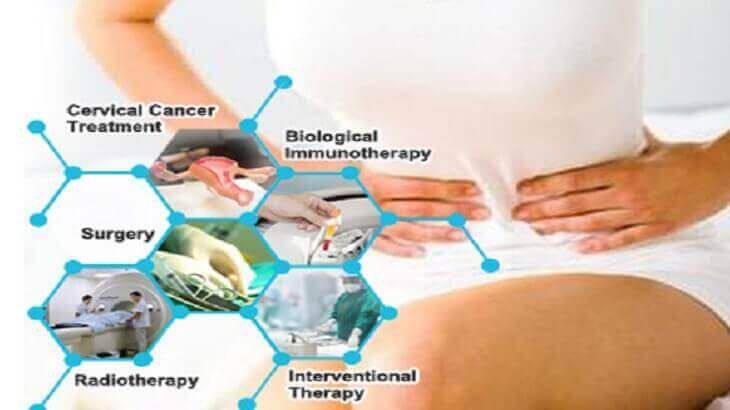 Cervical Cancer
Treatment
Biological
Immunotherapy
Surgery
Radiotherapy
Interventional
Therapy